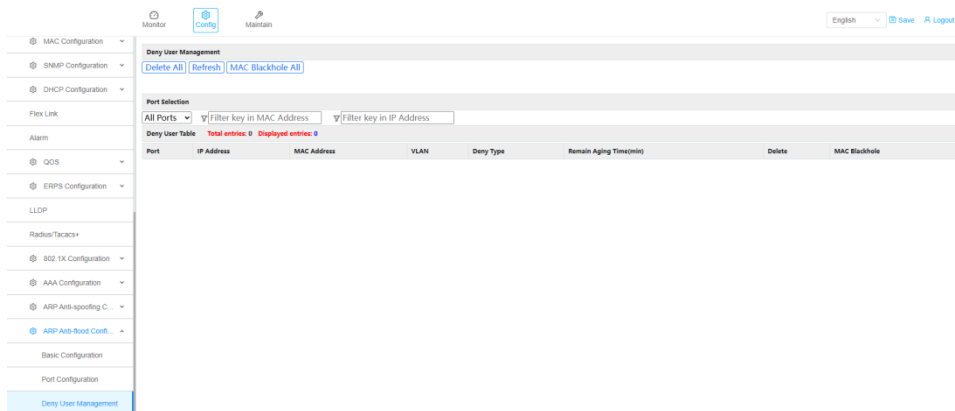 Monitor Config Maintain English Save Logout
MAC Configuration
SNMP Configuration
DHCP Configuration
Flex Link
Alarm
QOS
ERPS Configuration
LLDP
Radius/Tacacs+
802.1X Configuration
AAA Configuration
ARP Anti-spoofing C...
ARP Anti-flood Confi...
Basic Configuration
Port Configuration
Deny User Management
Deny User Management
Delete All Refresh MAC Blackhole All
Port Selection
All Ports Filter key in MAC Address Filter key in IP Address
Deny User Table Total entries: 0 Displayed entries: 0
Port IP Address MAC Address VLAN Deny Type Remain Aging Time(min) Delete MAC Blackhole